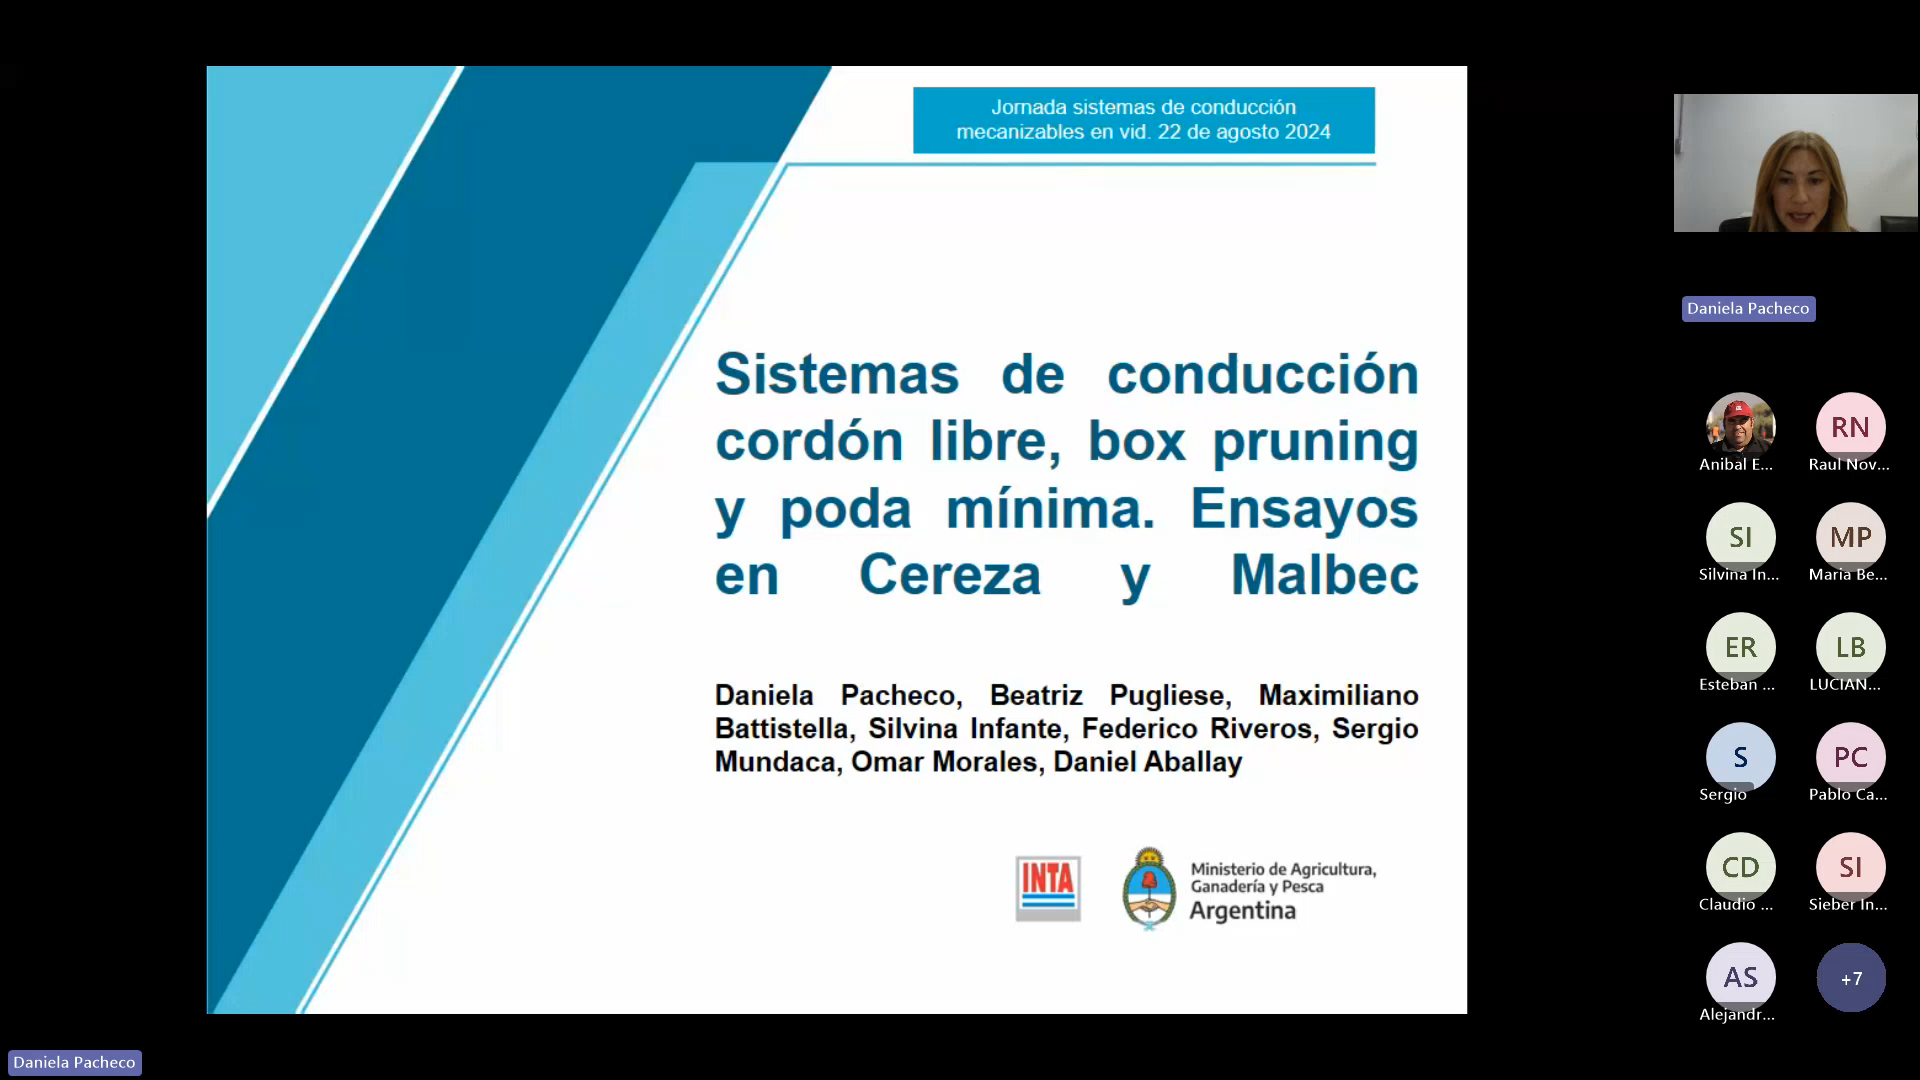 Jornada sistemas de conducción
mecanizables en vid. 22 de agosto 2024
Sistemas de conducción
cordón libre, box pruning
y poda mínima. Ensayos
en Cereza y Malbec
Daniela Pacheco, Beatriz Pugliese, Maximiliano
Battistella, Silvina Infante, Federico Riveros, Sergio
Mundaca, Omar Morales, Daniel Aballay
INTA
Ministerio de Agricultura,
Ganadería y Pesca
Argentina
Daniela Pacheco
Anibal E...
RN
Raul Nov...
SI
Silvina In...
MP
Maria Be...
ER
Esteban ...
LB
LUCIAN...
S
Sergio
PC
Pablo Ca...
CD
Claudio ...
SI
Sieber In...
AS
Alejandr...
+7
Daniela Pacheco